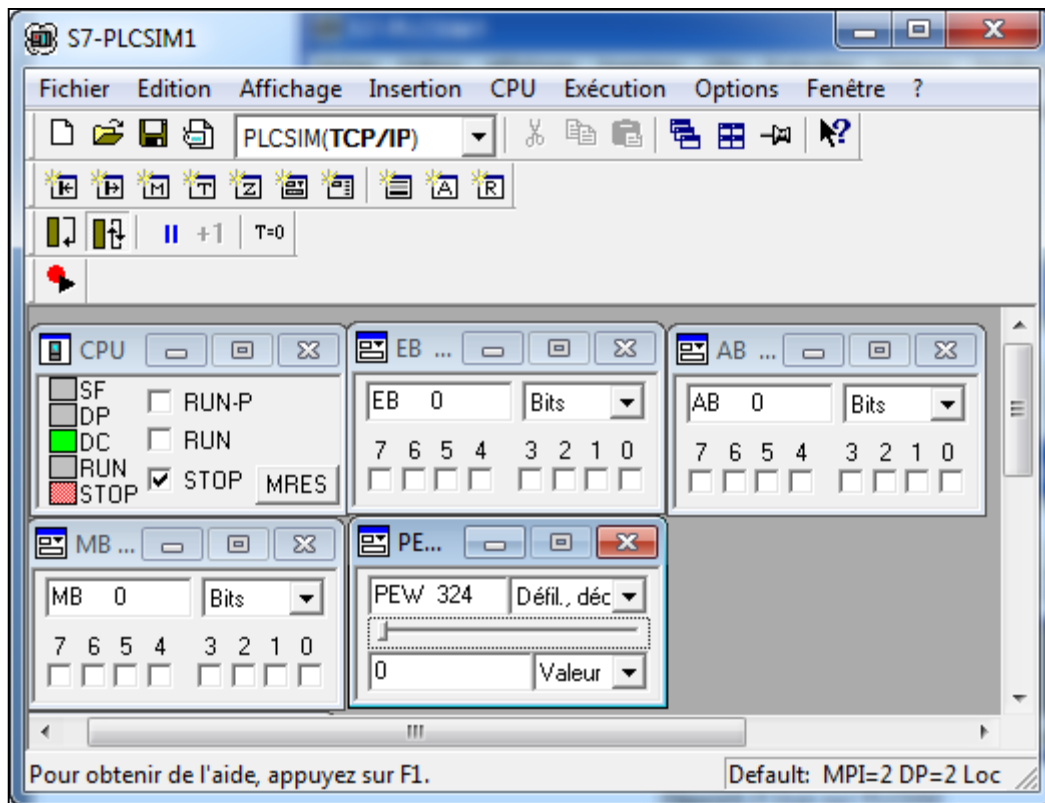 S7-PLCSIM1
Fichier Edition Affichage Insertion CPU Exécution Options Fenêtre ?
PLCSIM(TCP/IP)
M T Z A R
+1 T=0
CPU
SF
DP
DC
RUN
STOP
RUN-P
RUN
STOP
MRES
EB ...
EB 0 Bits
7 6 5 4 3 2 1 0
AB ...
AB 0 Bits
7 6 5 4 3 2 1 0
MB ...
MB 0 Bits
7 6 5 4 3 2 1 0
PE...
PEW 324 Défil., déc
0 Valeur
Pour obtenir de l'aide, appuyez sur F1.
Default: MPI=2 DP=2 Loc